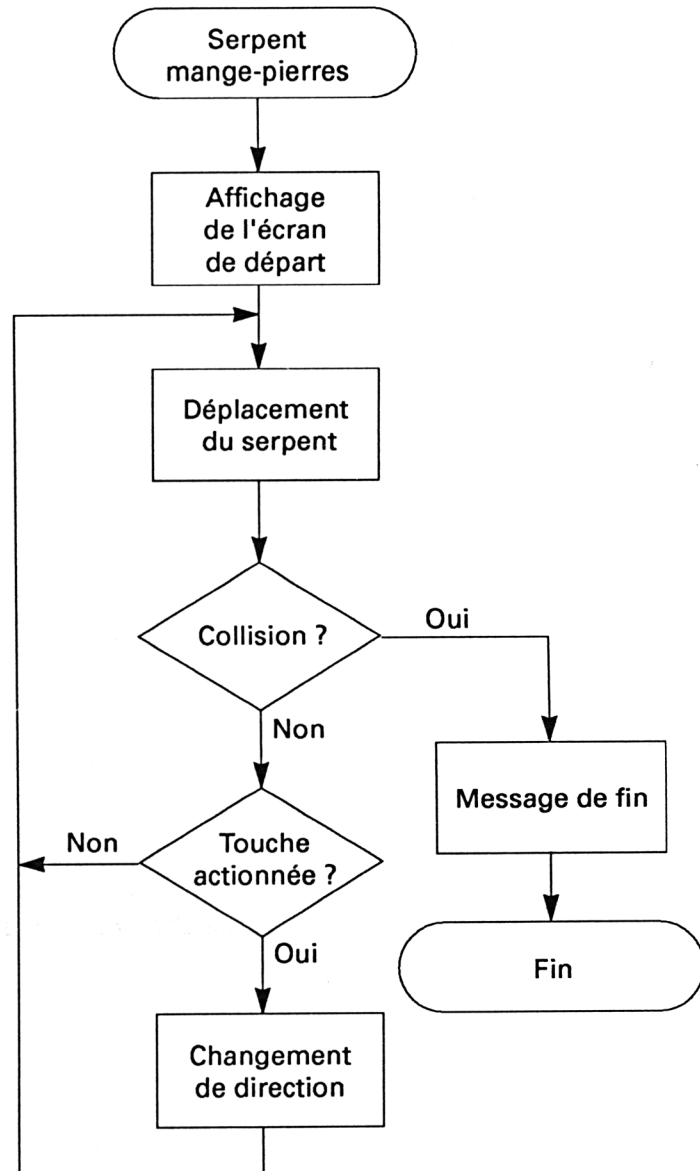 Serpent
mange-pierres
Affichage
de l'écran
de départ
Déplacement
du serpent
Collision ?
Oui
Non
Message de fin
Touche
actionnée ?
Non
Oui
Fin
Changement
de direction